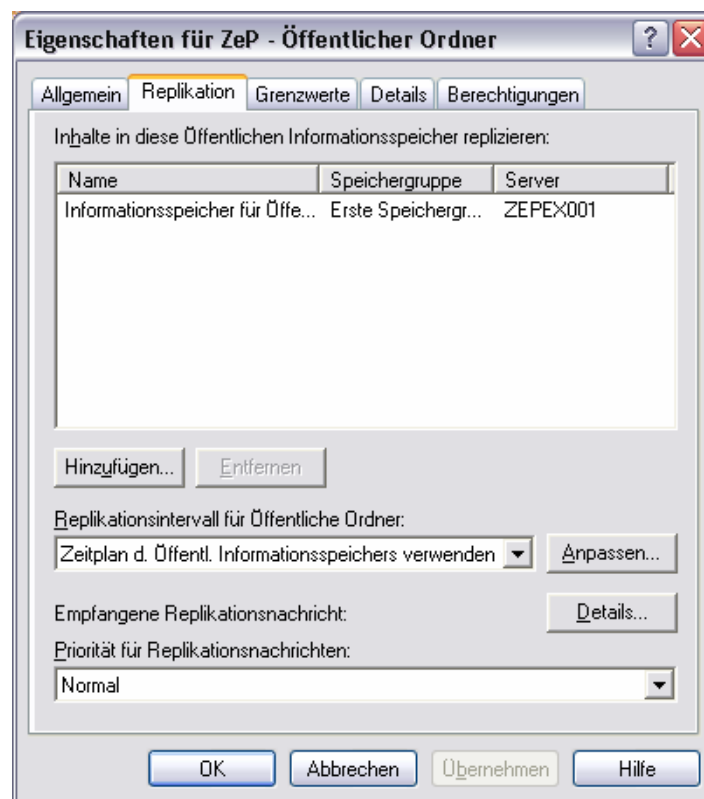 Eigenschaften für ZeP - Öffentlicher Ordner ?
Allgemein Replikation Grenzwerte Details Berechtigungen
Inhalte in diese Öffentlichen Informationsspeicher replizieren:
Name Speichergruppe Server
Informationsspeicher für Öffe... Erste Speichergr... ZEPEX001
Hinzufügen... Entfernen
Replikationsintervall für Öffentliche Ordner:
Zeitplan d. Öffentl. Informationsspeichers verwenden Anpassen...
Empfangene Replikationsnachricht: Details...
Priorität für Replikationsnachrichten:
Normal
OK Abbrechen Übernehmen Hilfe